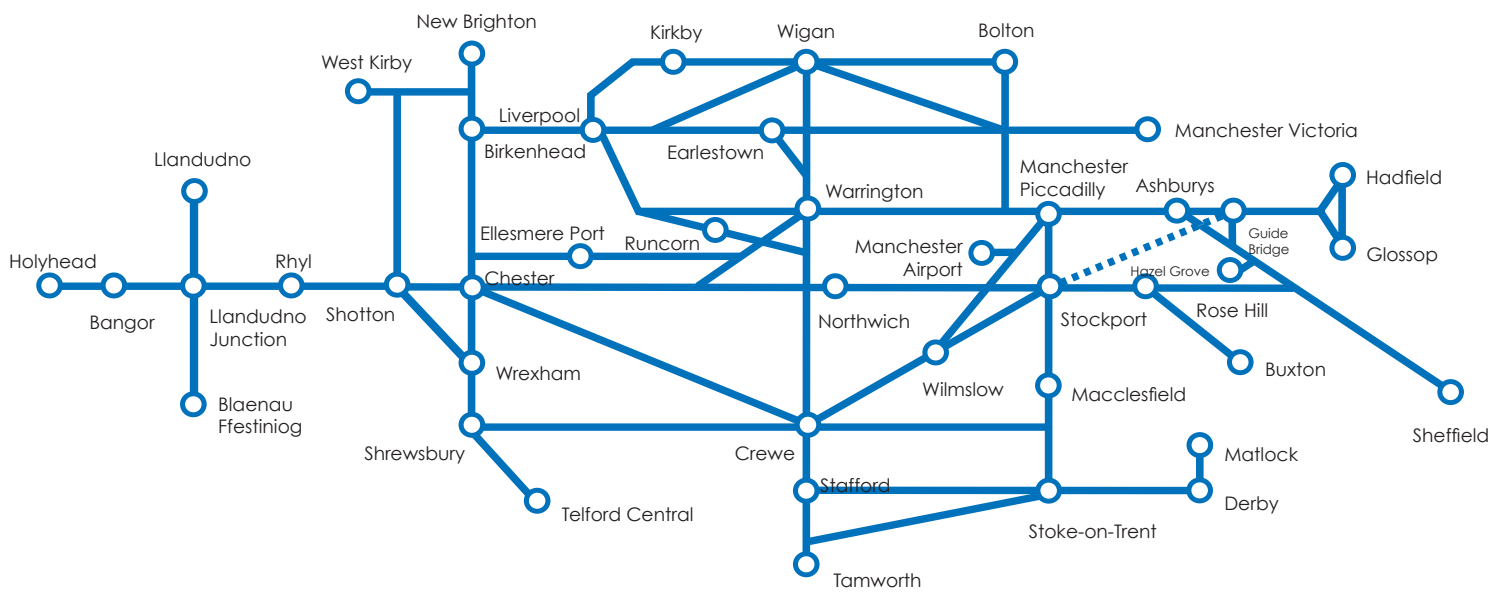 New Brighton
Kirkby
Wigan
Bolton
West Kirby
Liverpool
Birkenhead
Earlestown
Manchester Victoria
Llandudno
Manchester
Piccadilly
Ashburys
Hadfield
Warrington
Ellesmere Port
Runcorn
Manchester
Airport
Guide
Bridge
Glossop
Holyhead
Rhyl
Chester
Hazel Grove
Bangor
Llandudno
Junction
Shotton
Northwich
Stockport
Rose Hill
Wrexham
Wilmslow
Macclesfield
Buxton
Blaenau
Ffestiniog
Shrewsbury
Crewe
Sheffield
Matlock
Stafford
Derby
Telford Central
Stoke-on-Trent
Tamworth